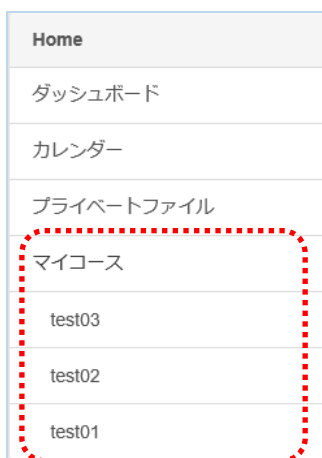 Home
ダッシュボード
カレンダー
プライベートファイル
マイコース
test03
test02
test01